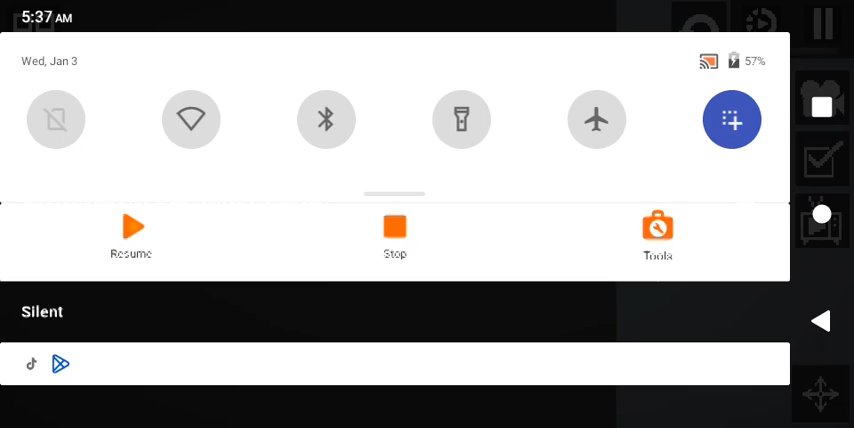 5:37 AM
Wed, Jan 3
57%
Resume
Stop
Tools
Silent